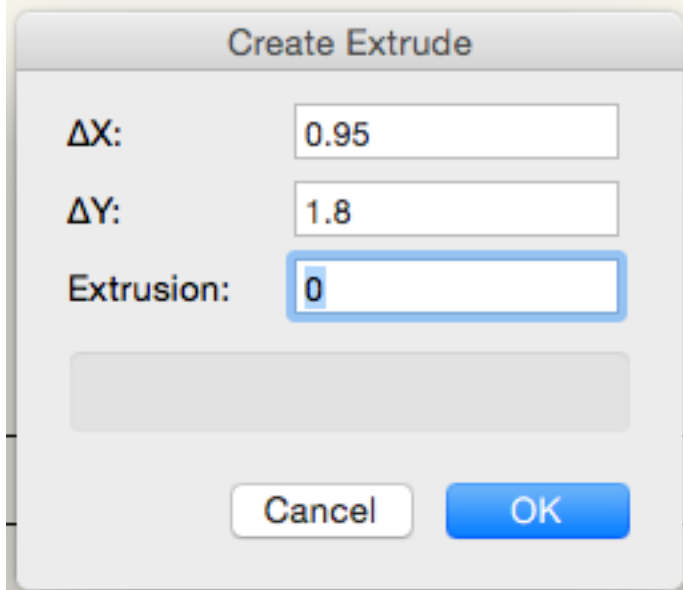 Create Extrude
ΔX: 0.95
ΔY: 1.8
Extrusion: 0
Cancel OK